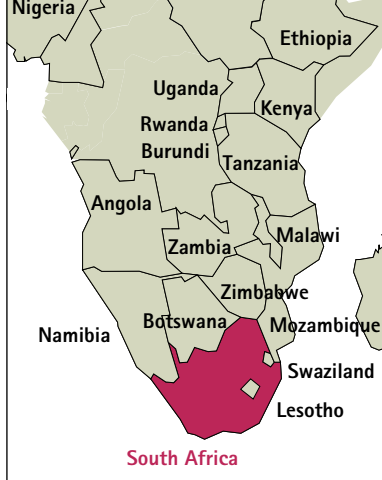 Nigeria
Ethiopia
Uganda
Kenya
Rwanda
Burundi
Tanzania
Angola
Malawi
Zambia
Zimbabwe
Botswana
Mozambique
Namibia
Swaziland
Lesotho
South Africa